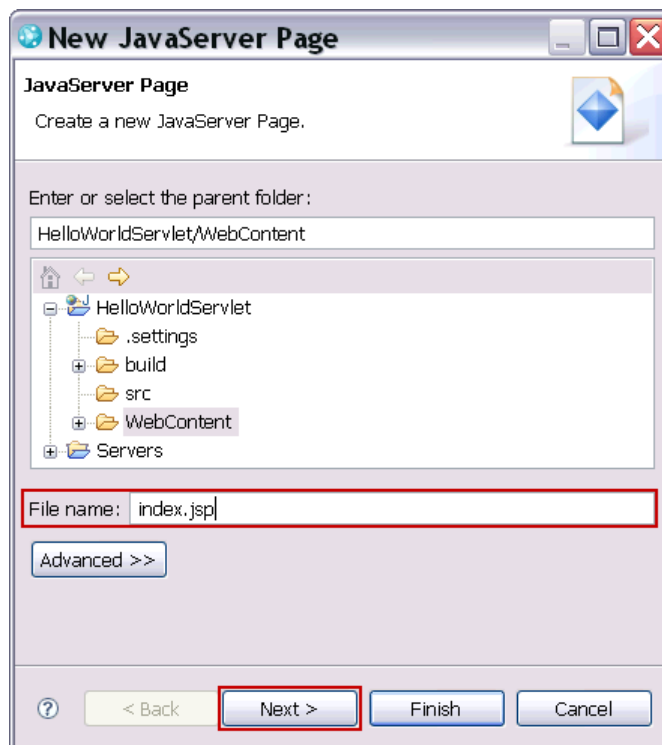 New JavaServer Page
JavaServer Page
Create a new JavaServer Page.
Enter or select the parent folder:
HelloWorldServlet/WebContent
HelloWorldServlet
.settings
build
src
WebContent
Servers
File name: index.jsp
Advanced >>
? < Back Next > Finish Cancel